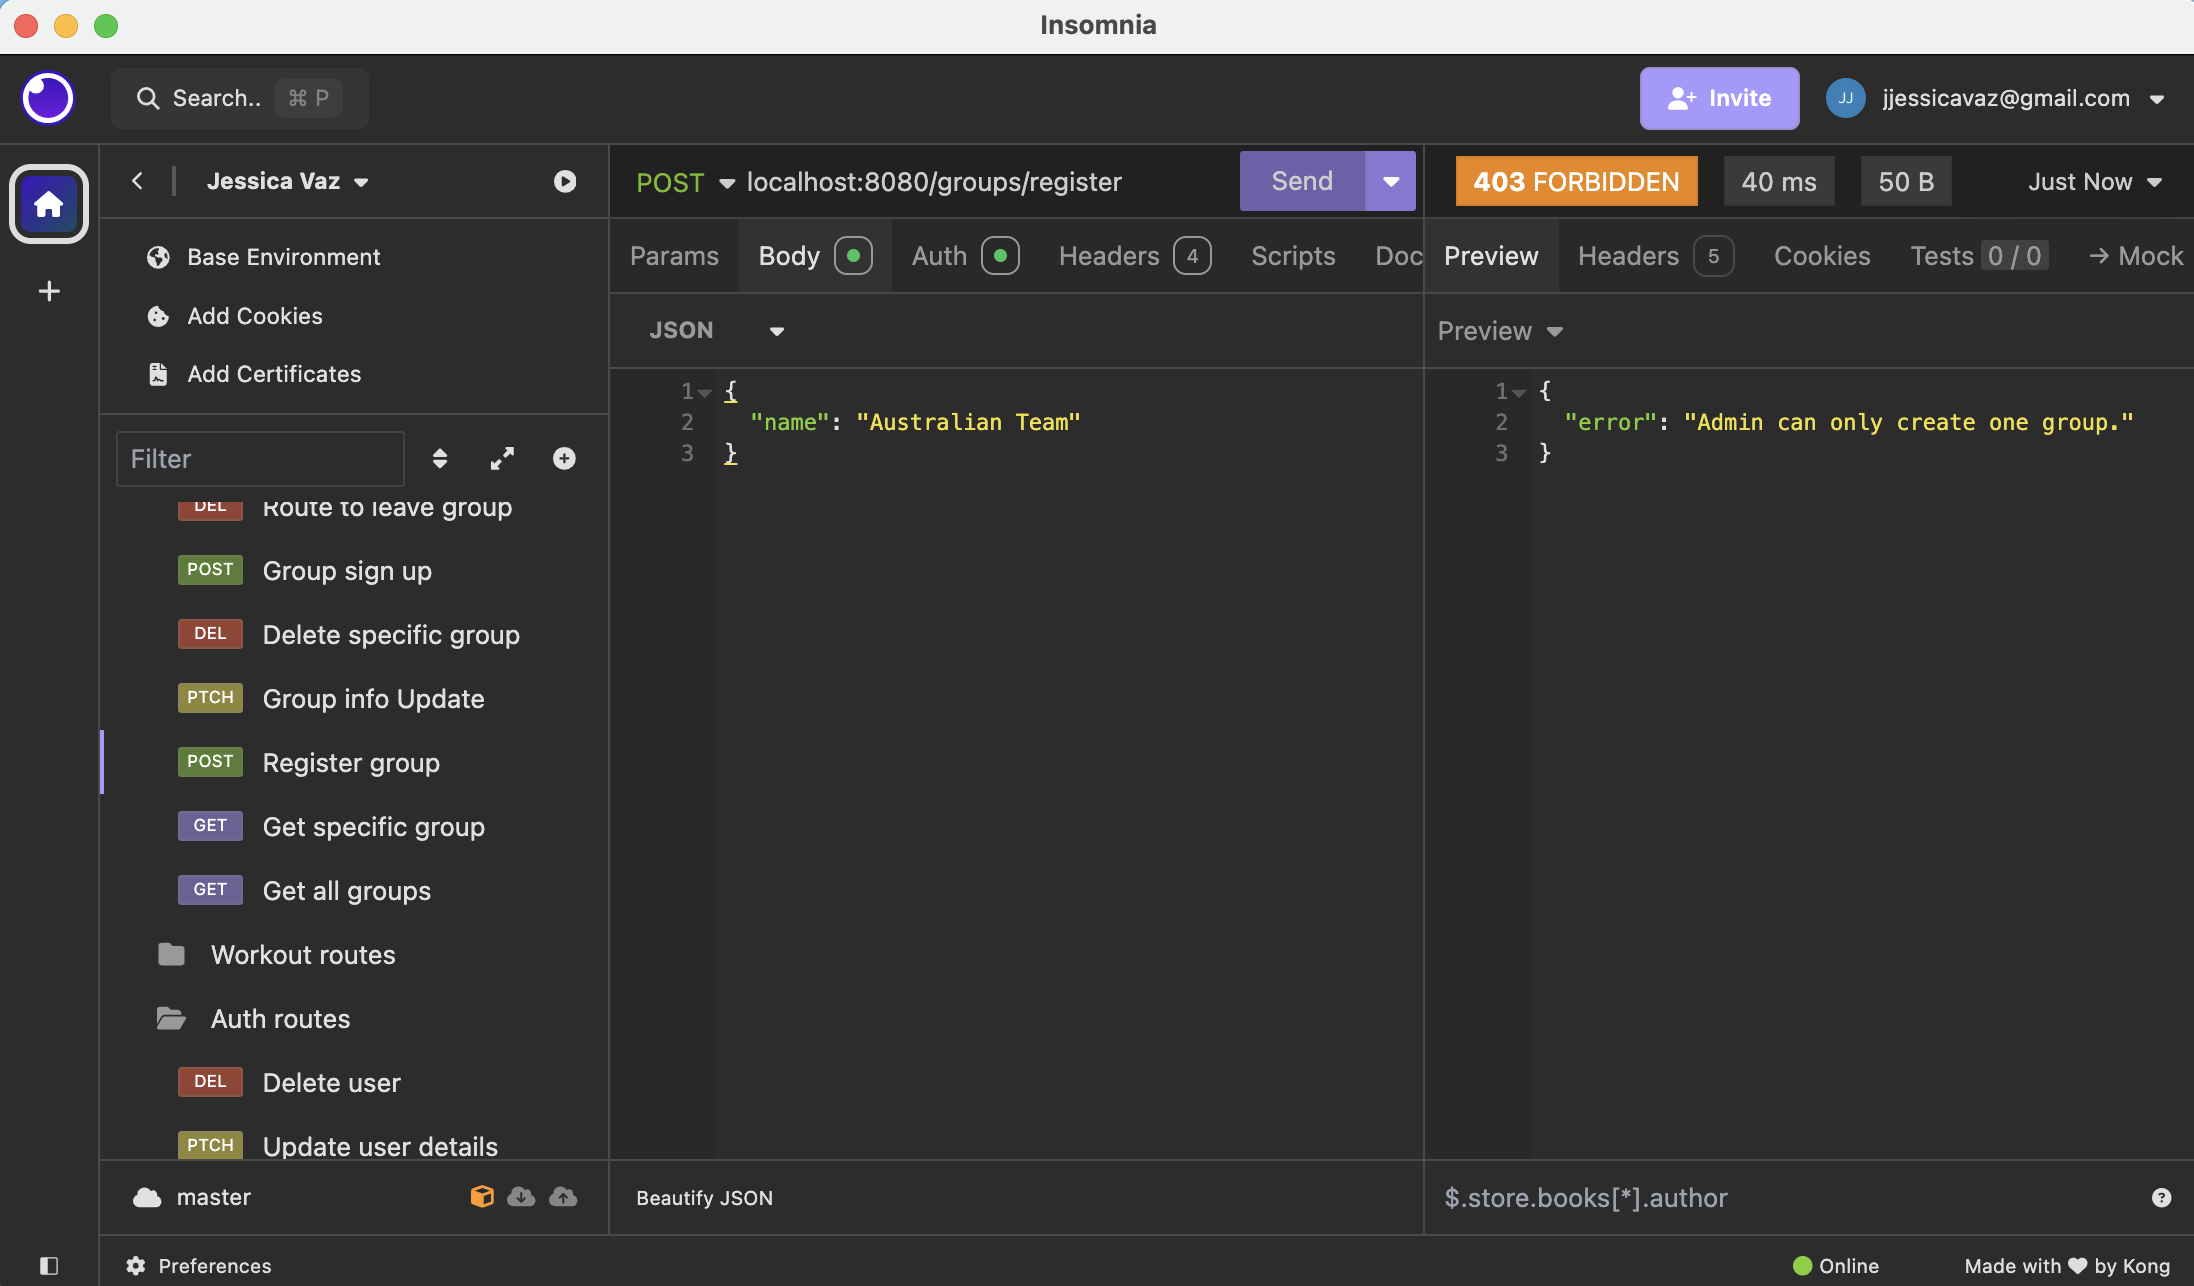 Insomnia
Search.. ⌘ P
Invite
JJ jjessicavaz@gmail.com
Jessica Vaz
Base Environment
Add Cookies
Add Certificates
Filter
DEL Route to leave group
POST Group sign up
DEL Delete specific group
PTCH Group info Update
POST Register group
GET Get specific group
GET Get all groups
Workout routes
Auth routes
DEL Delete user
PTCH Update user details
master
POST localhost:8080/groups/register Send
Params Body Auth Headers 4 Scripts Doc
JSON
1 {
2 "name": "Australian Team"
3 }
Beautify JSON
403 FORBIDDEN 40 ms 50 B Just Now
Preview Headers 5 Cookies Tests 0 / 0 → Mock
Preview
1 {
2 "error": "Admin can only create one group."
3 }
$.store.books[*].author ?
Preferences
Online Made with ♥ by Kong